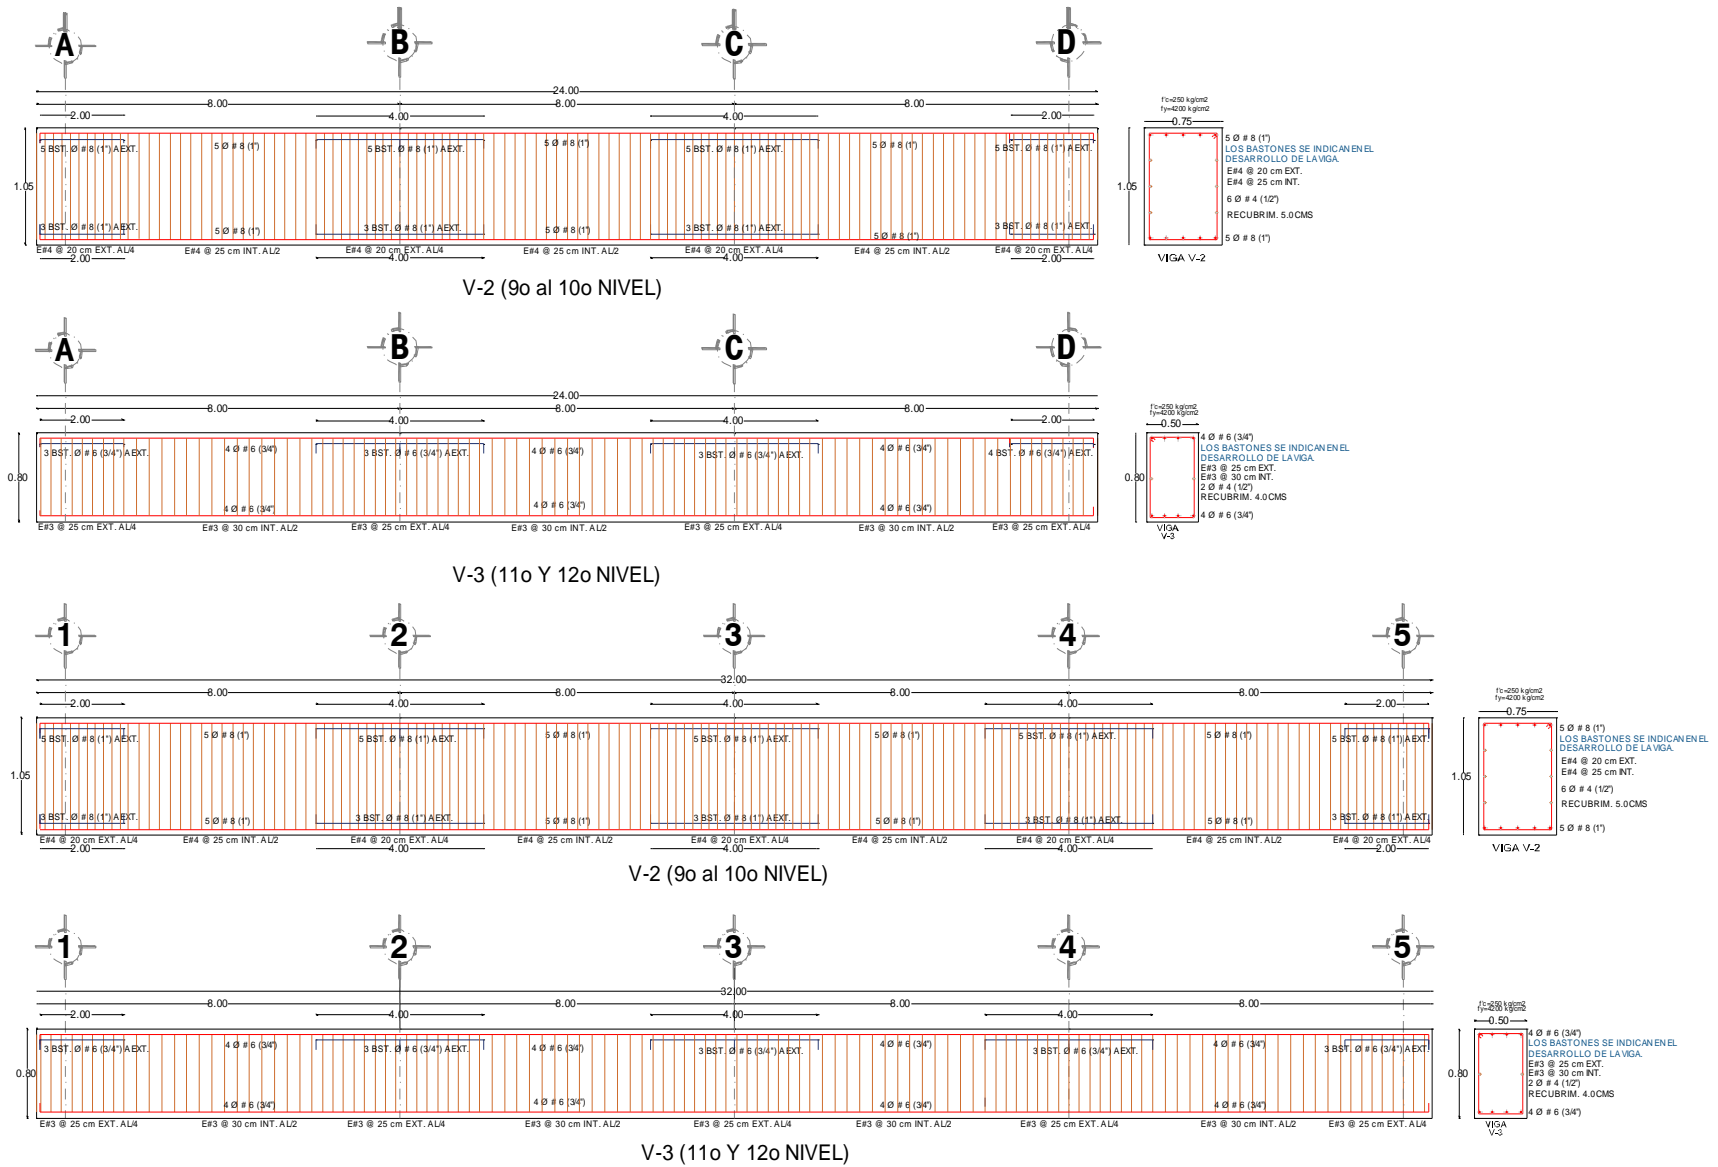 A B C D
24.00
8.00 8.00 8.00
2.00 4.00 4.00 2.00
5 BST. Ø # 8 (1") A EXT. 5 Ø # 8 (1") 5 BST. Ø # 8 (1") A EXT. 5 Ø # 8 (1") 5 BST. Ø # 8 (1") A EXT. 5 Ø # 8 (1") 5 BST. Ø # 8 (1") A EXT.
1.05
3 BST. Ø # 8 (1") A EXT. 5 Ø # 8 (1") 3 BST. Ø # 8 (1") A EXT. 5 Ø # 8 (1") 3 BST. Ø # 8 (1") A EXT. 5 Ø # 8 (1") 3 BST. Ø # 8 (1") A EXT.
E#4 @ 20 cm EXT. AL/4 E#4 @ 25 cm INT. AL/2 E#4 @ 20 cm EXT. AL/4 E#4 @ 25 cm INT. AL/2 E#4 @ 20 cm EXT. AL/4 E#4 @ 25 cm INT. AL/2 E#4 @ 20 cm EXT. AL/4
2.00 4.00 4.00 2.00
V-2 (9o al 10o NIVEL)
f'c=250 kg/cm2
fy=4200 kg/cm2
0.75
1.05
5 Ø # 8 (1")
LOS BASTONES SE INDICAN EN EL
DESARROLLO DE LA VIGA.
E#4 @ 20 cm EXT.
E#4 @ 25 cm INT.
6 Ø # 4 (1/2")
RECUBRIM. 5.0CMS
5 Ø # 8 (1")
VIGA V-2
A B C D
24.00
8.00 8.00 8.00
2.00 4.00 4.00 2.00
3 BST. Ø # 6 (3/4") A EXT. 4 Ø # 6 (3/4") 3 BST. Ø # 6 (3/4") A EXT. 4 Ø # 6 (3/4") 3 BST. Ø # 6 (3/4") A EXT. 4 Ø # 6 (3/4") 4 BST. Ø # 6 (3/4") A EXT.
0.80
4 Ø # 6 (3/4") 4 Ø # 6 (3/4") 4 Ø # 6 (3/4")
E#3 @ 25 cm EXT. AL/4 E#3 @ 30 cm INT. AL/2 E#3 @ 25 cm EXT. AL/4 E#3 @ 30 cm INT. AL/2 E#3 @ 25 cm EXT. AL/4 E#3 @ 30 cm INT. AL/2 E#3 @ 25 cm EXT. AL/4
V-3 (11o Y 12o NIVEL)
f'c=250 kg/cm2
fy=4200 kg/cm2
0.50
0.80
4 Ø # 6 (3/4")
LOS BASTONES SE INDICAN EN EL
DESARROLLO DE LA VIGA.
E#3 @ 25 cm EXT.
E#3 @ 30 cm INT.
2 Ø # 4 (1/2")
RECUBRIM. 4.0CMS
4 Ø # 6 (3/4")
VIGA
V-3
1 2 3 4 5
32.00
8.00 8.00 8.00 8.00
2.00 4.00 4.00 4.00 2.00
5 BST. Ø # 8 (1") A EXT. 5 Ø # 8 (1") 5 BST. Ø # 8 (1") A EXT. 5 Ø # 8 (1") 5 BST. Ø # 8 (1") A EXT. 5 Ø # 8 (1") 5 BST. Ø # 8 (1") A EXT. 5 Ø # 8 (1") 5 BST. Ø # 8 (1") A EXT.
1.05
3 BST. Ø # 8 (1") A EXT. 5 Ø # 8 (1") 3 BST. Ø # 8 (1") A EXT. 5 Ø # 8 (1") 3 BST. Ø # 8 (1") A EXT. 5 Ø # 8 (1") 3 BST. Ø # 8 (1") A EXT. 5 Ø # 8 (1") 3 BST. Ø # 8 (1") A EXT.
E#4 @ 20 cm EXT. AL/4 E#4 @ 25 cm INT. AL/2 E#4 @ 20 cm EXT. AL/4 E#4 @ 25 cm INT. AL/2 E#4 @ 20 cm EXT. AL/4 E#4 @ 25 cm INT. AL/2 E#4 @ 20 cm EXT. AL/4 E#4 @ 25 cm INT. AL/2 E#4 @ 20 cm EXT. AL/4
2.00 4.00 4.00 4.00 2.00
V-2 (9o al 10o NIVEL)
f'c=250 kg/cm2
fy=4200 kg/cm2
0.75
1.05
5 Ø # 8 (1")
LOS BASTONES SE INDICAN EN EL
DESARROLLO DE LA VIGA.
E#4 @ 20 cm EXT.
E#4 @ 25 cm INT.
6 Ø # 4 (1/2")
RECUBRIM. 5.0CMS
5 Ø # 8 (1")
VIGA V-2
1 2 3 4 5
32.00
8.00 8.00 8.00 8.00
2.00 4.00 4.00 4.00 2.00
3 BST. Ø # 6 (3/4") A EXT. 4 Ø # 6 (3/4") 3 BST. Ø # 6 (3/4") A EXT. 4 Ø # 6 (3/4") 3 BST. Ø # 6 (3/4") A EXT. 4 Ø # 6 (3/4") 3 BST. Ø # 6 (3/4") A EXT. 4 Ø # 6 (3/4") 3 BST. Ø # 6 (3/4") A EXT.
0.80
4 Ø # 6 (3/4") 4 Ø # 6 (3/4") 4 Ø # 6 (3/4") 4 Ø # 6 (3/4")
E#3 @ 25 cm EXT. AL/4 E#3 @ 30 cm INT. AL/2 E#3 @ 25 cm EXT. AL/4 E#3 @ 30 cm INT. AL/2 E#3 @ 25 cm EXT. AL/4 E#3 @ 30 cm INT. AL/2 E#3 @ 25 cm EXT. AL/4 E#3 @ 30 cm INT. AL/2 E#3 @ 25 cm EXT. AL/4
V-3 (11o Y 12o NIVEL)
f'c=250 kg/cm2
fy=4200 kg/cm2
0.50
0.80
4 Ø # 6 (3/4")
LOS BASTONES SE INDICAN EN EL
DESARROLLO DE LA VIGA.
E#3 @ 25 cm EXT.
E#3 @ 30 cm INT.
2 Ø # 4 (1/2")
RECUBRIM. 4.0CMS
4 Ø # 6 (3/4")
VIGA
V-3